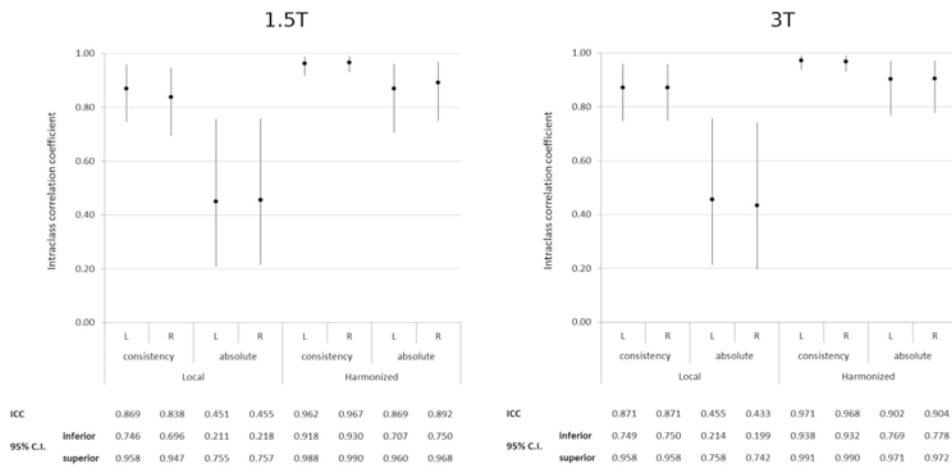 1.5T
Intraclass correlation coefficient
1.00
0.80
0.60
0.40
0.20
0.00
L R L R L R L R
consistency absolute consistency absolute
Local Harmonized
ICC 0.869 0.838 0.451 0.455 0.962 0.967 0.869 0.892
95% C.I.
inferior 0.746 0.696 0.211 0.218 0.918 0.930 0.707 0.750
superior 0.958 0.947 0.755 0.757 0.988 0.990 0.960 0.968
3T
Intraclass correlation coefficient
1.00
0.80
0.60
0.40
0.20
0.00
L R L R L R L R
consistency absolute consistency absolute
Local Harmonized
ICC 0.871 0.871 0.455 0.433 0.971 0.968 0.902 0.904
95% C.I.
inferior 0.749 0.750 0.214 0.199 0.938 0.932 0.769 0.778
superior 0.958 0.958 0.758 0.742 0.991 0.990 0.971 0.972